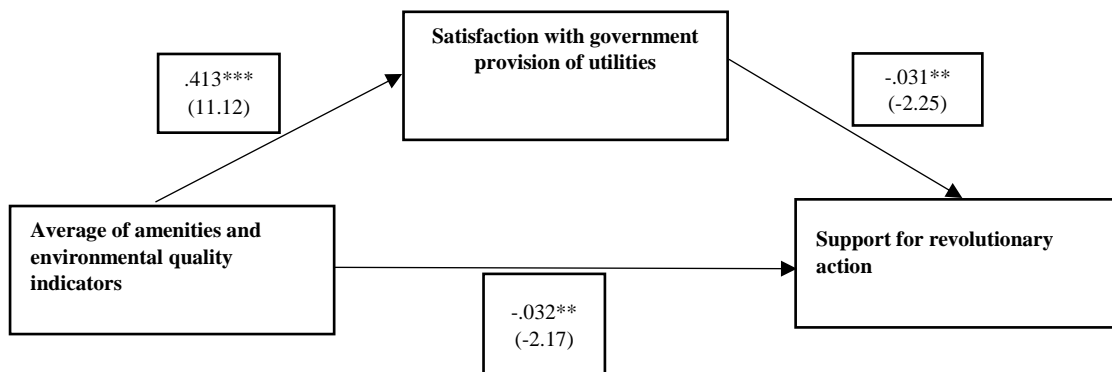 Satisfaction with government
provision of utilities
.413***
(11.12)
-.031**
(-2.25)
Average of amenities and
environmental quality
indicators
Support for revolutionary
action
-.032**
(-2.17)